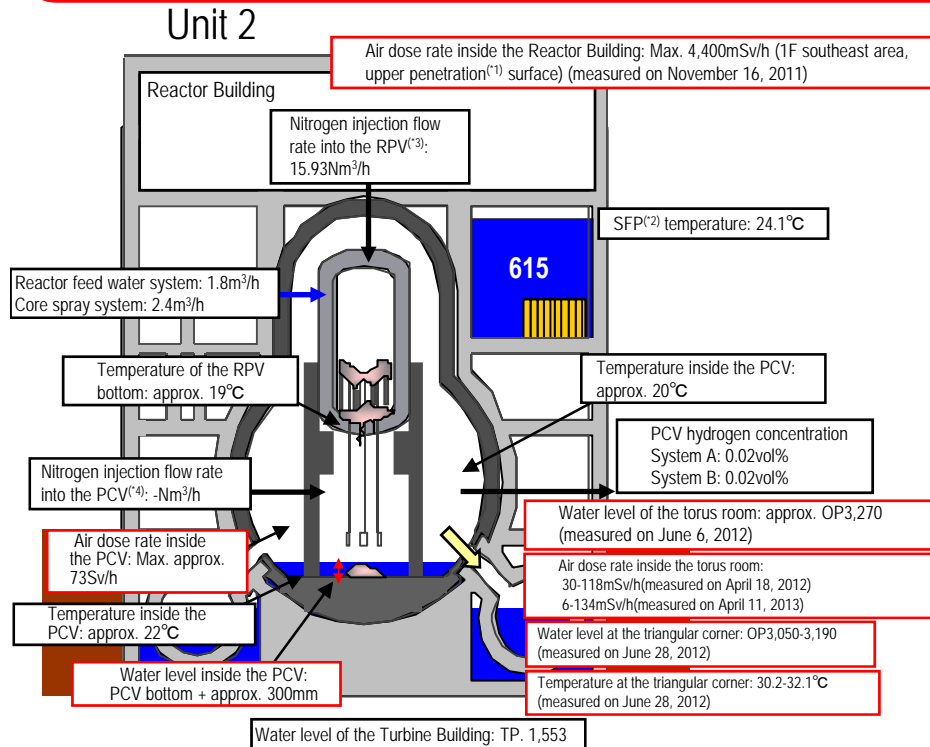 Unit 2
Air dose rate inside the Reactor Building: Max. 4,400mSv/h (1F southeast area,
upper penetration(*1) surface) (measured on November 16, 2011)
Reactor Building
Nitrogen injection flow
rate into the RPV(*3):
15.93Nm3/h
SFP(*2) temperature: 24.1℃
615
Reactor feed water system: 1.8m3/h
Core spray system: 2.4m3/h
Temperature of the RPV
bottom: approx. 19℃
Temperature inside the PCV:
approx. 20℃
PCV hydrogen concentration
System A: 0.02vol%
System B: 0.02vol%
Nitrogen injection flow rate
into the PCV(*4): -Nm3/h
Water level of the torus room: approx. OP3,270
(measured on June 6, 2012)
Air dose rate inside
the PCV: Max. approx.
73Sv/h
Air dose rate inside the torus room:
30-118mSv/h(measured on April 18, 2012)
6-134mSv/h(measured on April 11, 2013)
Temperature inside the
PCV: approx. 22℃
Water level at the triangular corner: OP3,050-3,190
(measured on June 28, 2012)
Water level inside the PCV:
PCV bottom + approx. 300mm
Temperature at the triangular corner: 30.2-32.1℃
(measured on June 28, 2012)
Water level of the Turbine Building: TP. 1,553